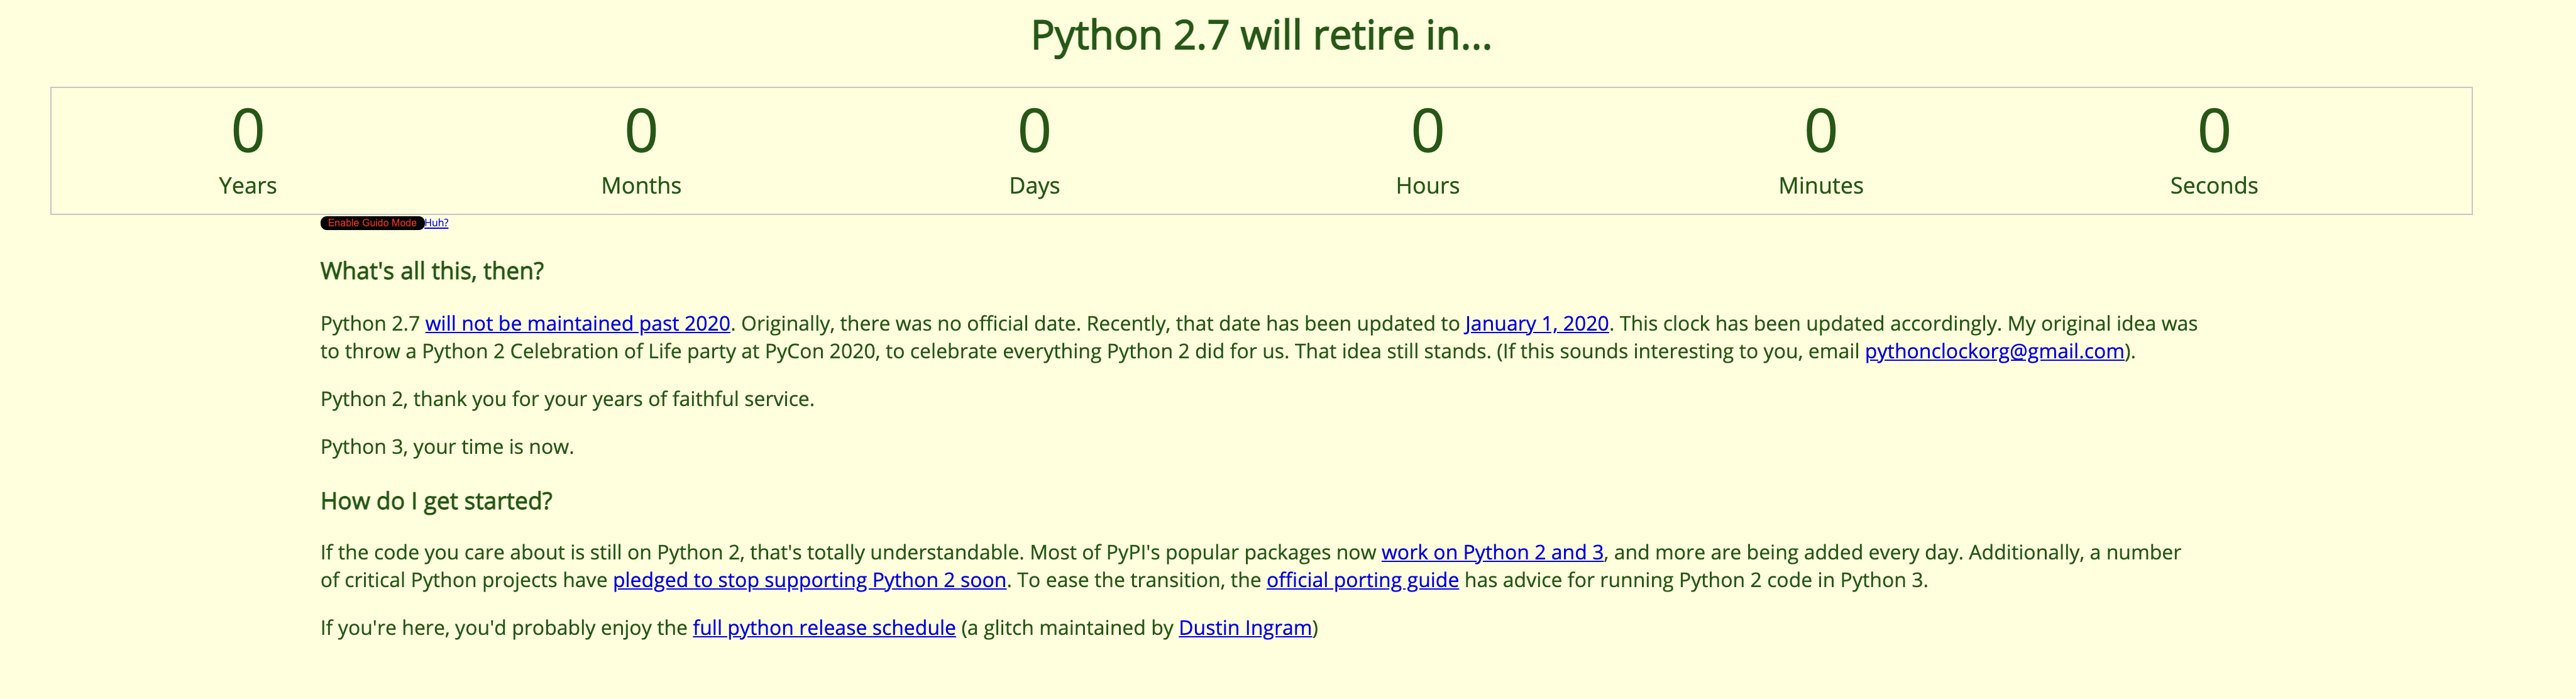 Python 2.7 will retire in...
0 0 0 0 0 0
Years Months Days Hours Minutes Seconds
Enable Guido Mode Huh?
What's all this, then?
Python 2.7 will not be maintained past 2020. Originally, there was no official date. Recently, that date has been updated to January 1, 2020. This clock has been updated accordingly. My original idea was
to throw a Python 2 Celebration of Life party at PyCon 2020, to celebrate everything Python 2 did for us. That idea still stands. (If this sounds interesting to you, email pythonclockorg@gmail.com).
Python 2, thank you for your years of faithful service.
Python 3, your time is now.
How do I get started?
If the code you care about is still on Python 2, that's totally understandable. Most of PyPI's popular packages now work on Python 2 and 3, and more are being added every day. Additionally, a number
of critical Python projects have pledged to stop supporting Python 2 soon. To ease the transition, the official porting guide has advice for running Python 2 code in Python 3.
If you're here, you'd probably enjoy the full python release schedule (a glitch maintained by Dustin Ingram)